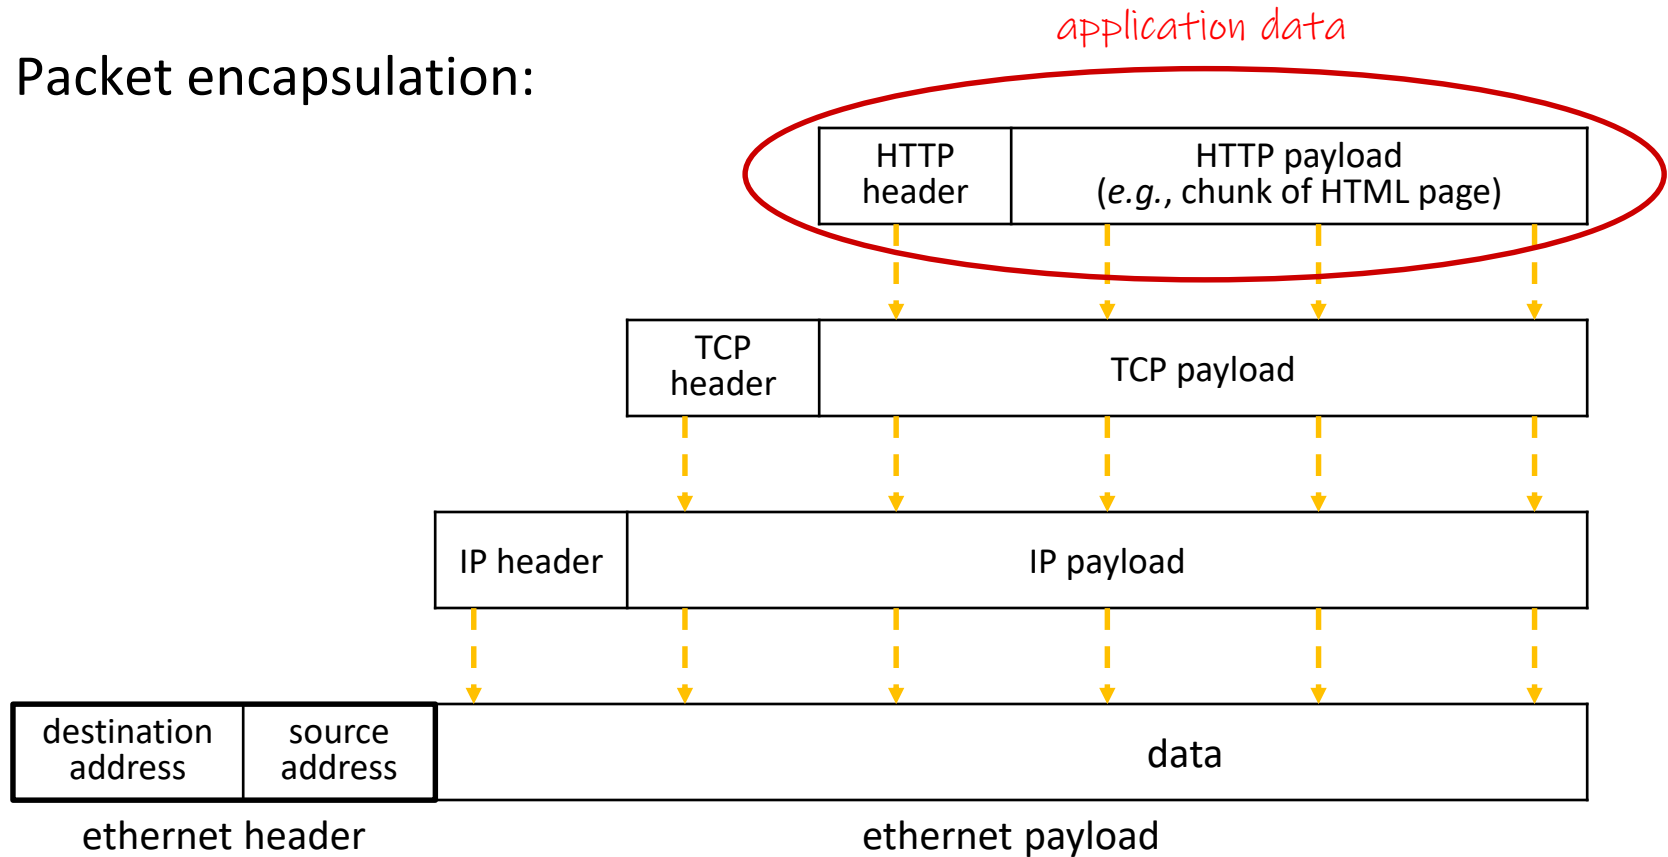 application data
Packet encapsulation:
HTTP
header
HTTP payload
(e.g., chunk of HTML page)
TCP
header
TCP payload
IP header
IP payload
destination
address
source
address
data
ethernet header
ethernet payload